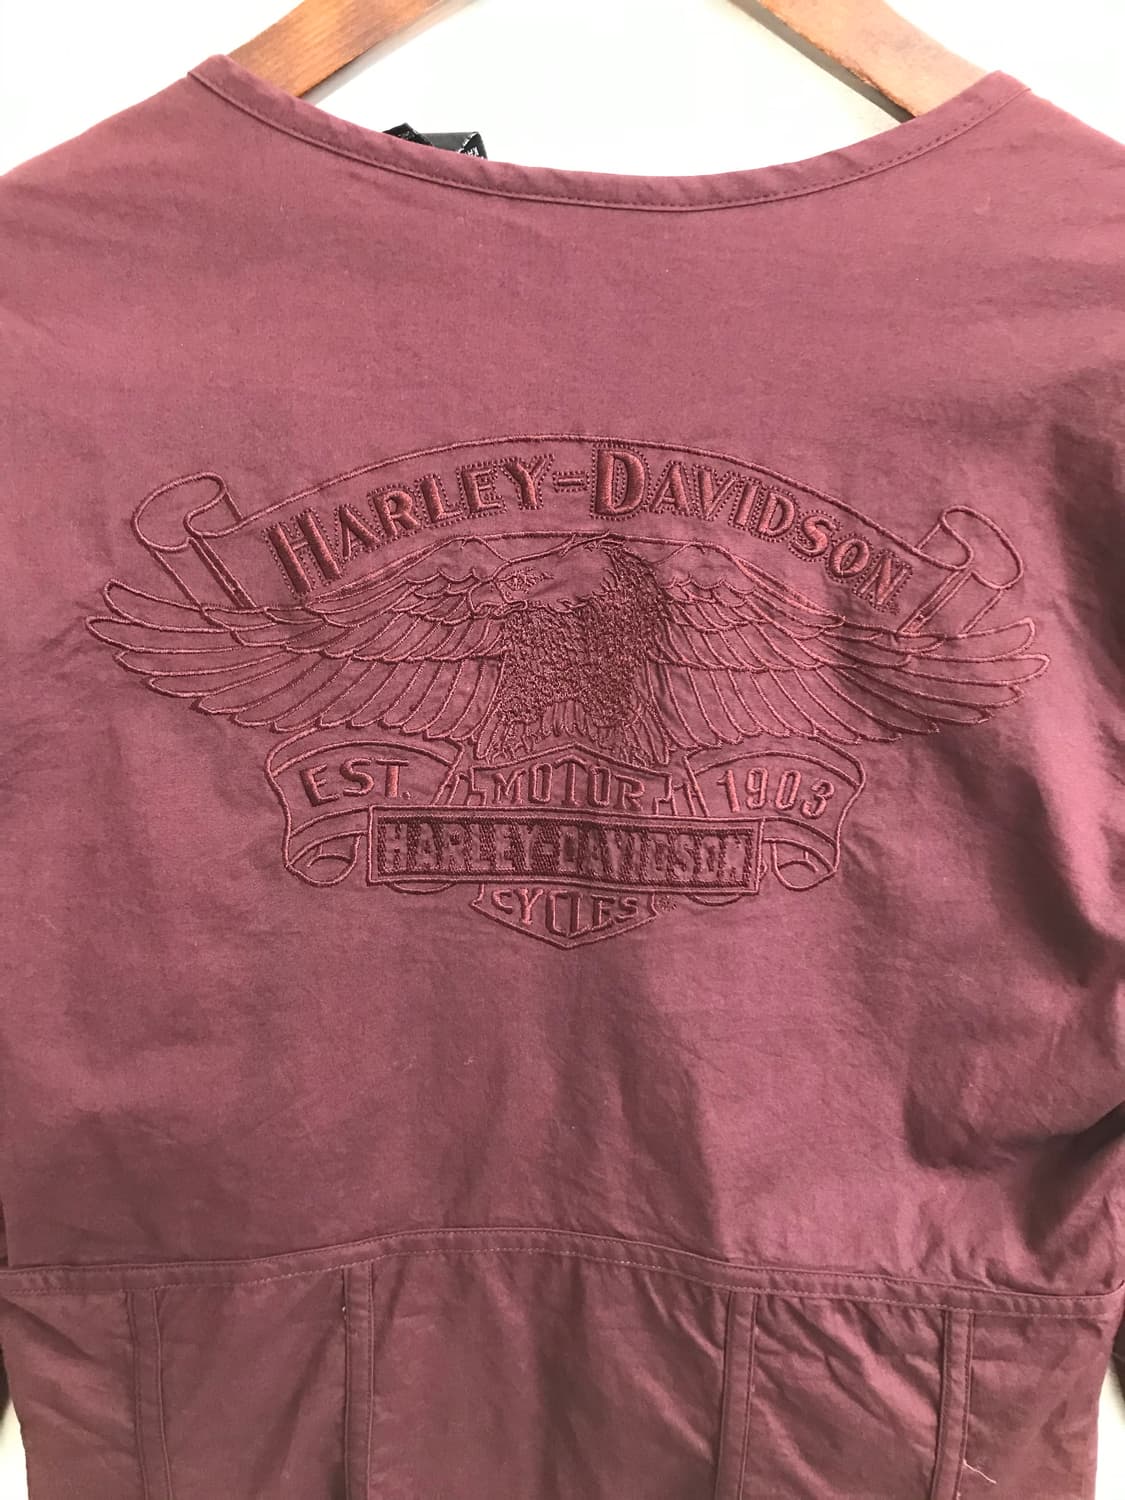 HARLEY=DAVIDSON
EST. MOTOR 1903
HARLEY-DAVIDSON
CYCLES